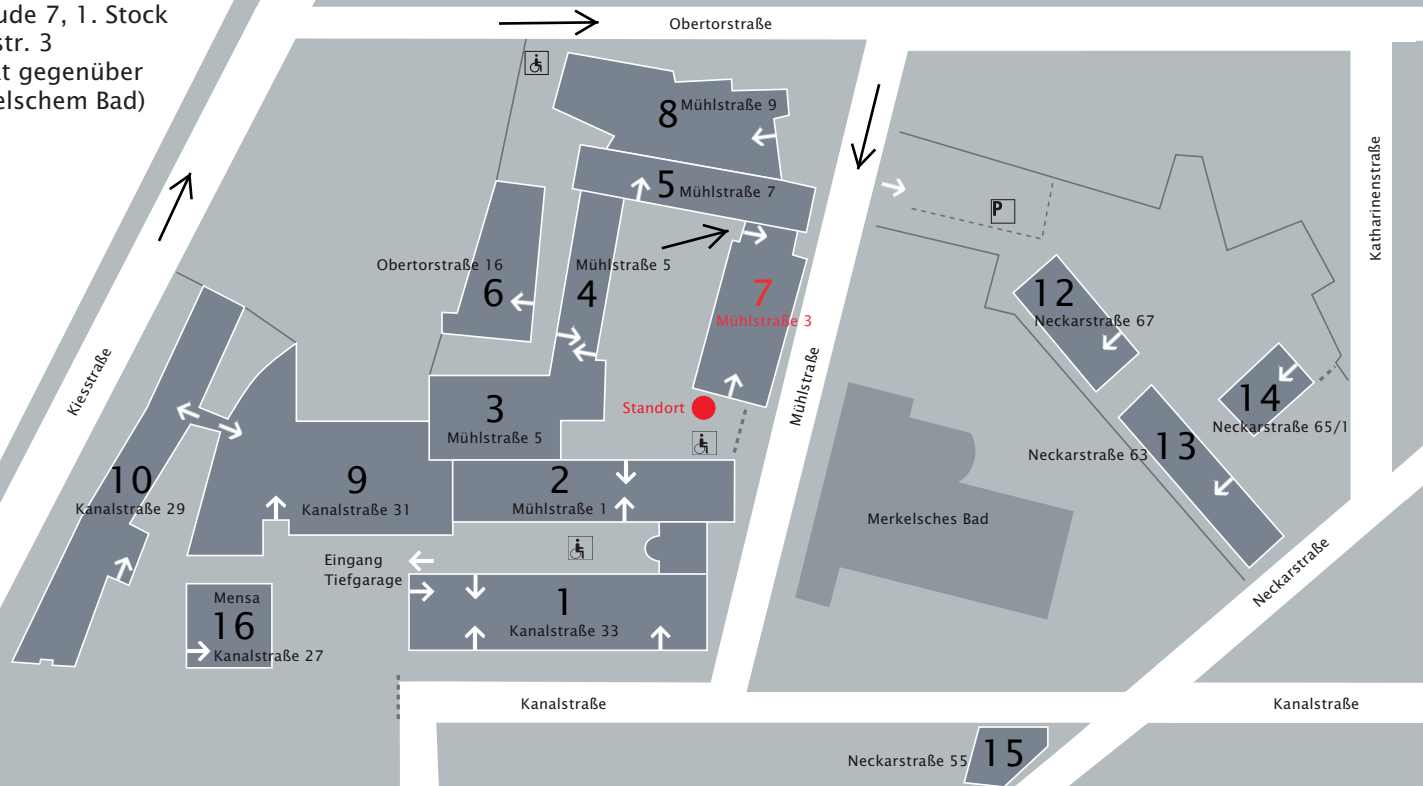 ude 7, 1. Stock
str. 3
kt gegenüber
elschem Bad)
Obertorstraße
8 Mühlstraße 9
5 Mühlstraße 7
P
Katharinenstraße
Obertorstraße 16
6
Mühlstraße 5
4
7
Mühlstraße 3
12
Neckarstraße 67
Kiesstraße
Mühlstraße
Standort
3
Mühlstraße 5
14
Neckarstraße 65/1
Neckarstraße 63 13
10
Kanalstraße 29
9
Kanalstraße 31
2
Mühlstraße 1
Merkelsches Bad
Eingang
Tiefgarage
Neckarstraße
Mensa
16
Kanalstraße 27
1
Kanalstraße 33
Kanalstraße
Kanalstraße
Neckarstraße 55 15